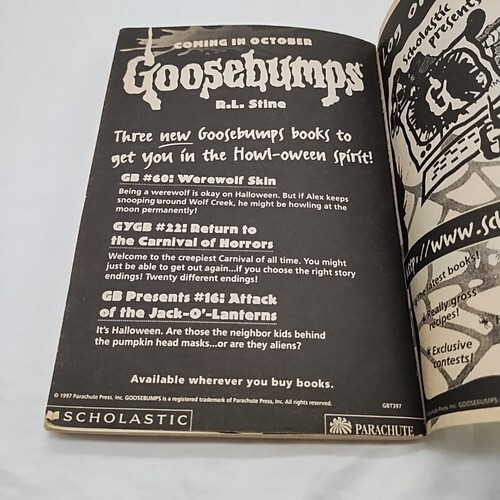 COMING IN OCTOBER
Goosebumps
R.L. Stine
Three new Goosebumps books to
get you in the Howl-oween spirit!
GB #60: Werewolf Skin
Being a werewolf is okay on Halloween. But if Alex keeps
snooping around Wolf Creek, he might be howling at the
moon permanently!
GYGB #22: Return to
the Carnival of Horrors
Welcome to the creepiest Carnival of all time. You might
just be able to get out again...if you choose the right story
endings! Twenty different endings!
GB Presents #16: Attack
of the Jack-O'-Lanterns
It's Halloween. Are those the neighbor kids behind
the pumpkin head masks...or are they aliens?
Available wherever you buy books.
© 1997 Parachute Press, Inc. GOOSEBUMPS is a registered trademark of Parachute Press, Inc. All rights reserved.
GBT397
SCHOLASTIC
PARACHUTE
Scholastic
presents
G
http://www.sc
latest books!
* Really gross
recipes!
* Exclusive
contests!
Parachute Press, Inc. GOOSEBUMPS